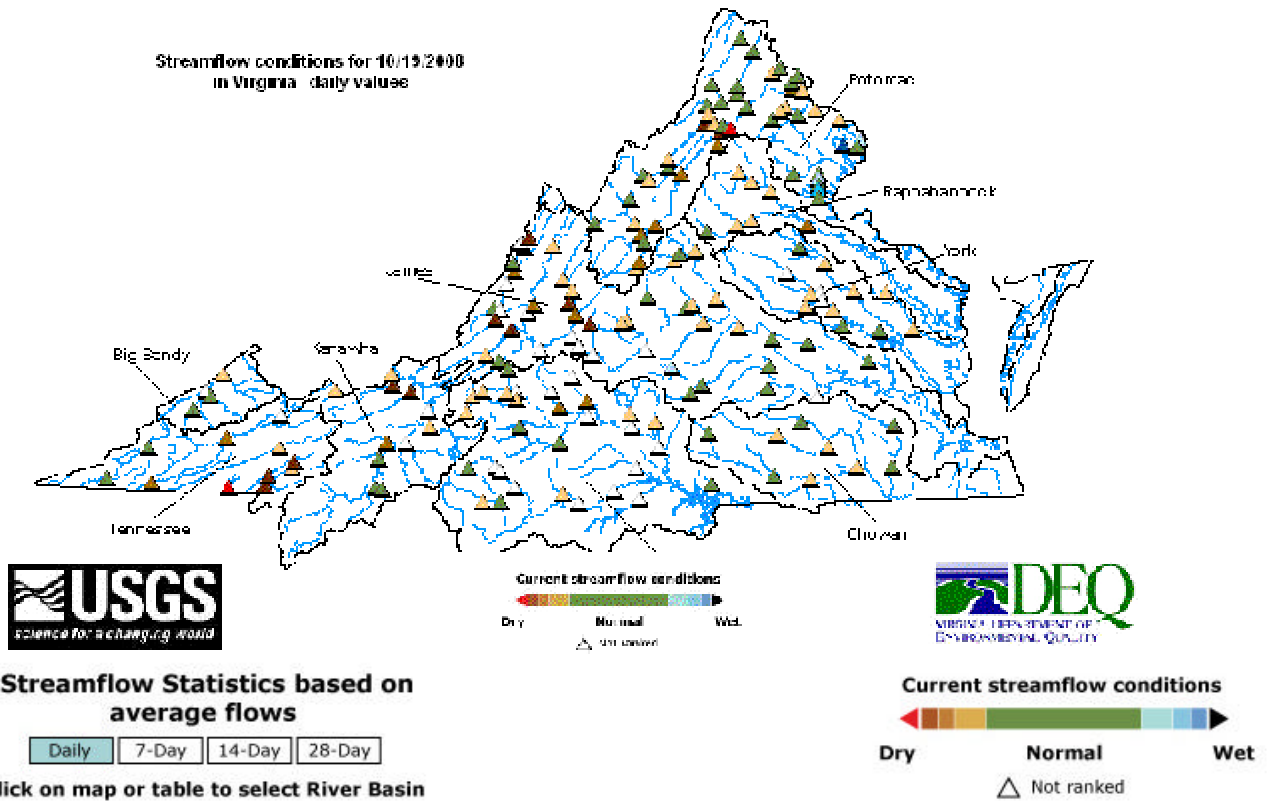 Streamflow conditions for 10/19/2008
in Virginia daily values
Potomac
Rappahannock
York
James
Kanawha
Big Sandy
Tennessee
Chowan
USGS
science for a changing world
Current streamflow conditions
Dry Normal Wet
Not ranked
DEQ
VIRGINIA DEPARTMENT OF
ENVIRONMENTAL QUALITY
Streamflow Statistics based on
average flows
Daily 7-Day 14-Day 28-Day
lick on map or table to select River Basin
Current streamflow conditions
Dry Normal Wet
Not ranked